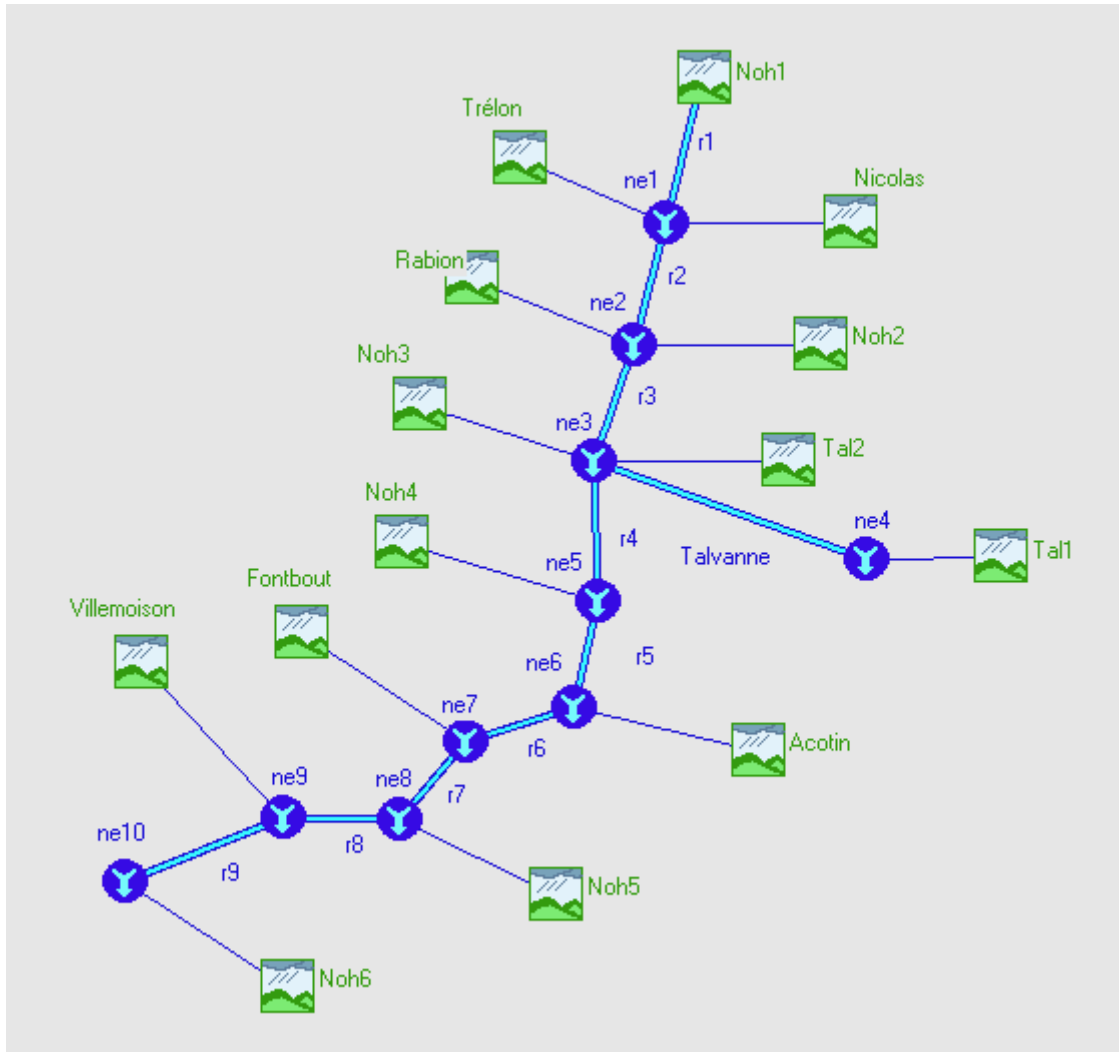 Noh1
Trélon
r1
ne1
Nicolas
Rabion
r2
ne2
Noh2
Noh3
r3
ne3
Tal2
Noh4
ne4
r4
Talvanne
Tal1
ne5
Fontbout
Villemoison
r5
ne6
ne7
Acotin
r6
ne9
ne8
r7
ne10
r8
r9
Noh5
Noh6